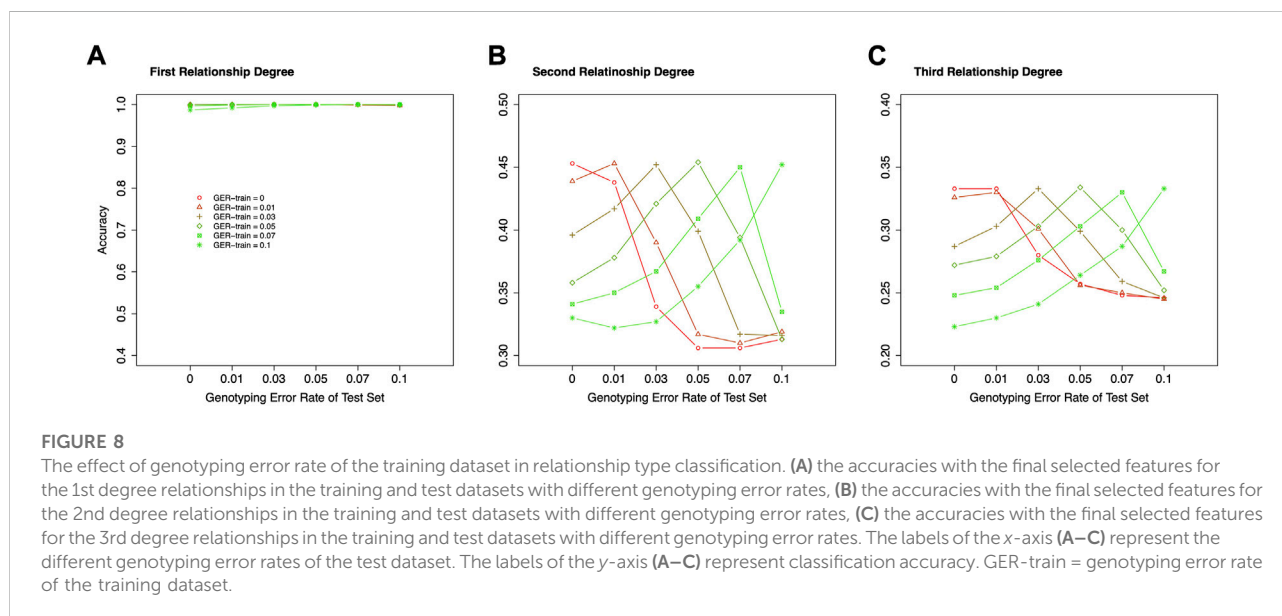 A
First Relationship Degree
Accuracy
1.0
0.9
0.8
0.7
0.6
0.5
0.4
GER-train = 0
GER-train = 0.01
GER-train = 0.03
GER-train = 0.05
GER-train = 0.07
GER-train = 0.1
0 0.01 0.03 0.05 0.07 0.1
Genotyping Error Rate of Test Set
B
Second Relatinoship Degree
0.50
0.45
0.40
0.35
0.30
0 0.01 0.03 0.05 0.07 0.1
Genotyping Error Rate of Test Set
C
Third Relationship Degree
0.40
0.35
0.30
0.25
0.20
0 0.01 0.03 0.05 0.07 0.1
Genotyping Error Rate of Test Set
FIGURE 8
The effect of genotyping error rate of the training dataset in relationship type classification. (A) the accuracies with the final selected features for
the 1st degree relationships in the training and test datasets with different genotyping error rates, (B) the accuracies with the final selected features for
the 2nd degree relationships in the training and test datasets with different genotyping error rates, (C) the accuracies with the final selected features
for the 3rd degree relationships in the training and test datasets with different genotyping error rates. The labels of the x-axis (A–C) represent the
different genotyping error rates of the test dataset. The labels of the y-axis (A–C) represent classification accuracy. GER-train = genotyping error rate
of the training dataset.